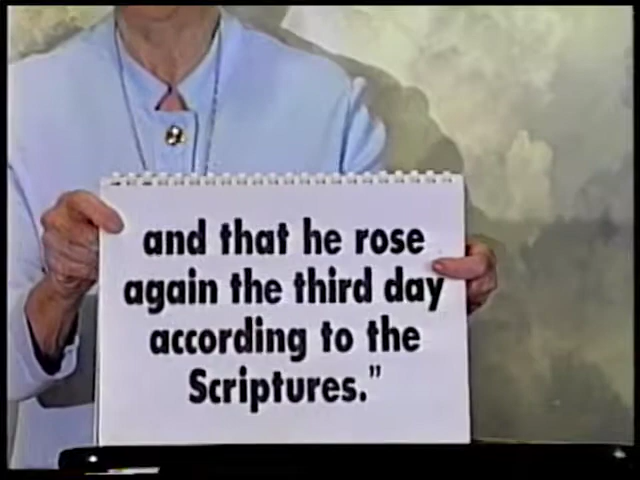 and that he rose
again the third day
according to the
Scriptures."